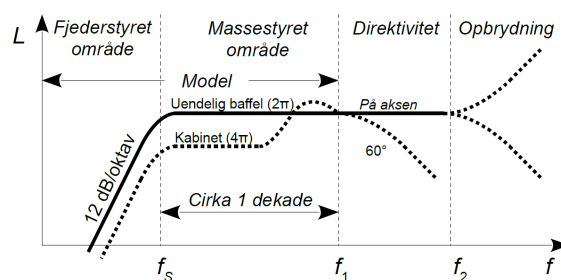 L
Fjederstyret
område
Massestyret
område
Direktivitet
Opbrydning
Model
Uendelig baffel (2π)
På aksen
Kabinet (4π)
60°
12 dB/oktav
Cirka 1 dekade
fS
f1
f2
f